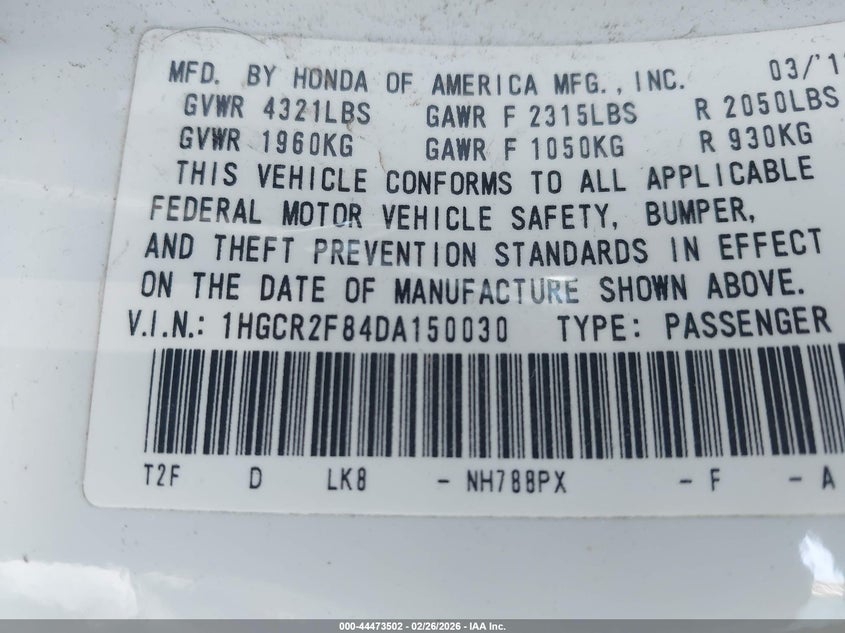 MFD. BY HONDA OF AMERICA MFG., INC. 03/'1
GVWR 4321LBS GAWR F 2315LBS R 2050LBS
GVWR 1960KG GAWR F 1050KG R 930KG
THIS VEHICLE CONFORMS TO ALL APPLICABLE
FEDERAL MOTOR VEHICLE SAFETY, BUMPER,
AND THEFT PREVENTION STANDARDS IN EFFECT
ON THE DATE OF MANUFACTURE SHOWN ABOVE.
V.I.N.: 1HGCR2F84DA150030 TYPE: PASSENGER
T2F D LK8 - NH788PX - F - A
000-44473502 - 02/26/2026 - IAA Inc.